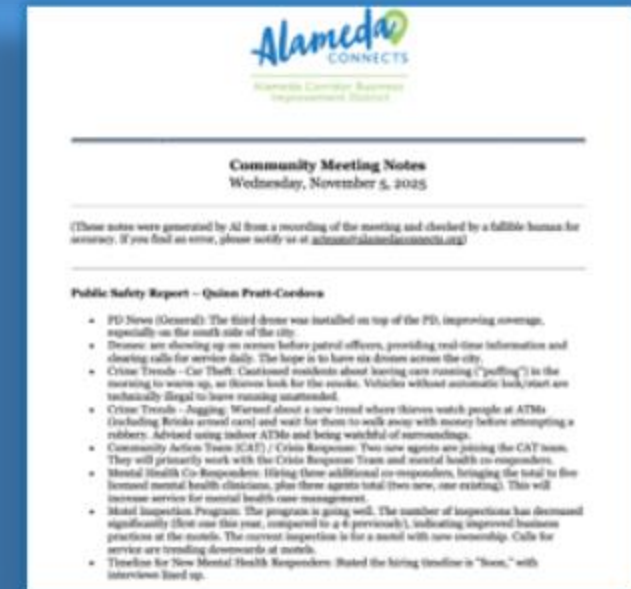 Alameda
CONNECTS
Alameda Corridor Business
Improvement District
Community Meeting Notes
Wednesday, November 5, 2025
(These notes were generated by AI from a recording of the meeting and checked by a fallible human for
accuracy. If you find an error, please notify us at @alamedaconnects.org)
Public Safety Report – Quinn Pratt-Cordova
• PD News (General): The third drone was installed on top of the PD, improving coverage,
especially on the south side of the city.
• Drones: are showing up on scenes before patrol officers, providing real-time information and
clearing calls for service daily. The hope is to have six drones across the city.
• Crime Trends - Car Theft: Cautioned residents about leaving cars running ("puffing") in the
morning to warm up, as thieves look for the smoke. Vehicles without automatic lock/start are
technically illegal to leave running unattended.
• Crime Trends - Jugging: Warned about a new trend where thieves watch people at ATMs
(including Brinks armed cars) and wait for them to walk away with money before attempting a
robbery. Advised using indoor ATMs and being watchful of surroundings.
• Community Action Team (CAT) / Crisis Response: Two new agents are joining the CAT team.
They will primarily work with the Crisis Response Team and mental health co-responders.
• Mental Health Co-Responders: Hiring three additional co-responders, bringing the total to five
licensed mental health clinicians, plus three agents total (two new, one existing). This will
increase service for mental health case management.
• Motel Inspection Program: The program is going well. The number of inspections has decreased
significantly (first one this year, compared to 4-6 previously), indicating improved business
practices at the motels. The current inspection is for a motel with new ownership. Calls for
service are trending downwards at motels.
• Timeline for New Mental Health Responders: Stated the hiring timeline is "Soon," with
interviews lined up.